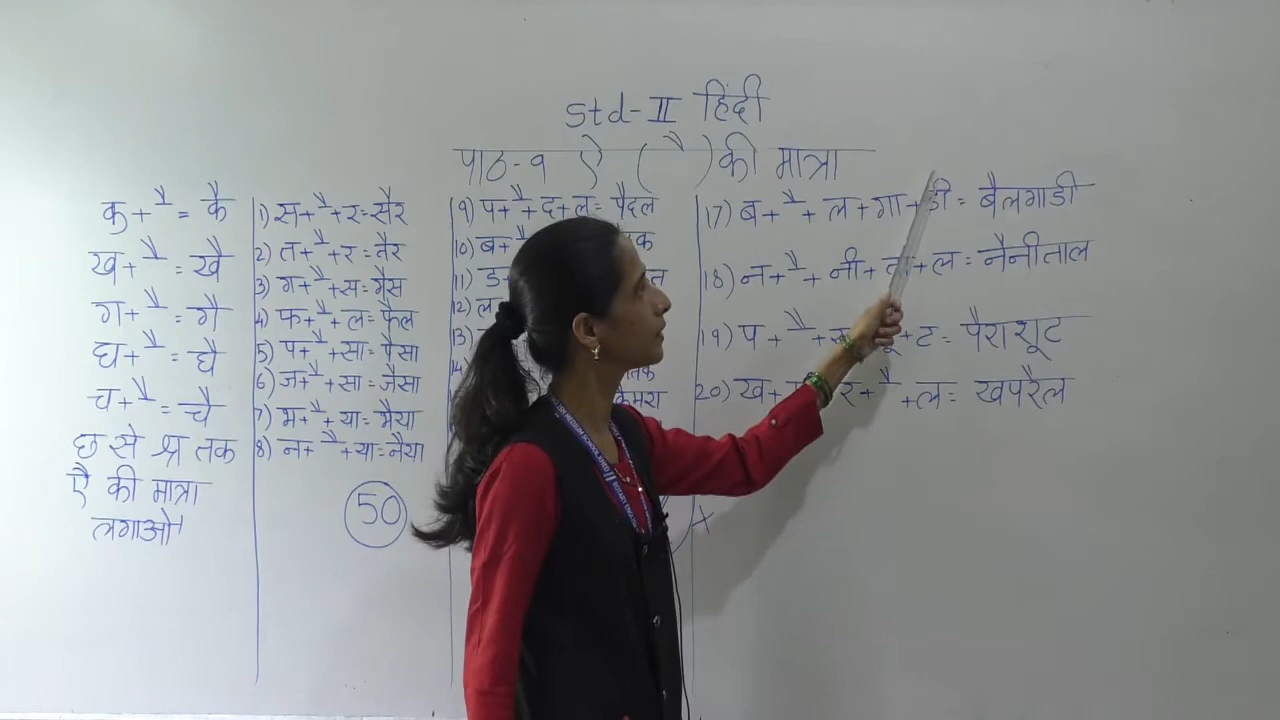 Std-II हिंदी
पाठ-९ ऐ ( ै ) की मात्रा
क + ै = कै
ख + ै = खै
ग + ै = गै
घ + ै = घै
च + ै = चै
छ से श्र तक
ऐ की मात्रा
लगाओ
1) स + ै + र = सैर
2) त + ै + र = तैर
3) ग + ै + स = गैस
4) फ + ै + ल = फैल
5) प + ै + सा = पैसा
6) ज + ै + सा = जैसा
7) भ + ै + या = भैया
8) न + ै + या = नैया
50
9) प + ै + द + ल = पैदल
10) ब + ै
11) ड
12) ल
13)
17) ब + ै + ल + गा + डी = बैलगाडी
18) न + ै + नी + ता + ल = नैनीताल
19) प + ै + ट = पैराशूट
20) ख + र + ै + ल = खपरैल